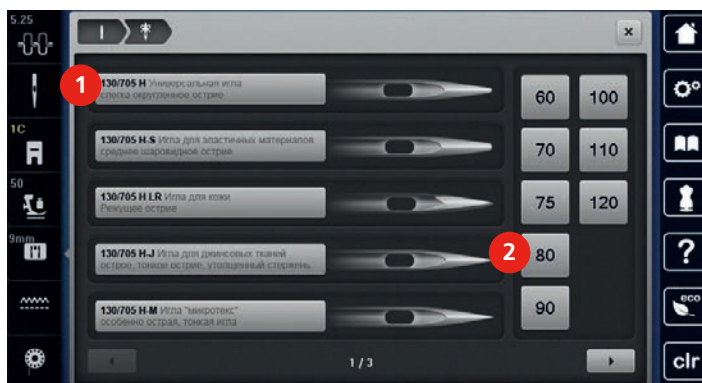 5.25
1C
50
9mm
×
1
130/705 H Универсальная игла
слегка округленное острие
130/705 H-S Игла для эластичных материалов
среднее шаровидное острие
130/705 H LR Игла для кожи
Режущее острие
130/705 H-J Игла для джинсовых тканей
острое, тонкое острие, утолщенный стержень
130/705 H-M Игла "микротекс"
особенно острая, тонкая игла
1 / 3
60 100
70 110
75 120
2
80
90
?
eco
clr